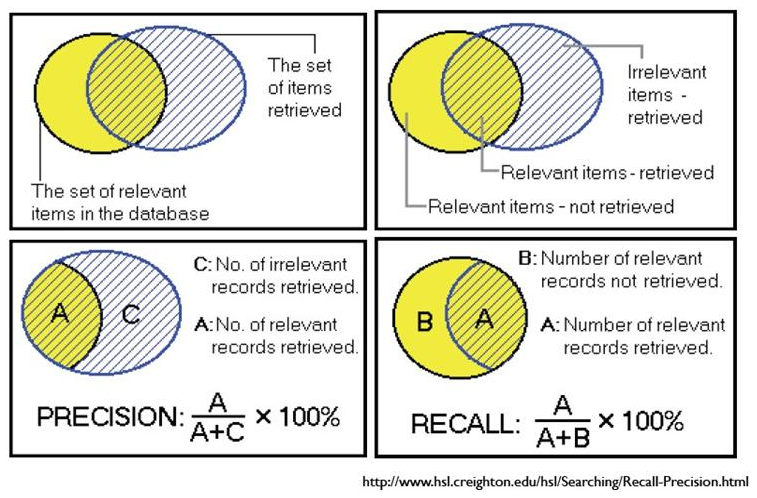 The set
of items
retrieved
The set of relevant
items in the database
Irrelevant
items -
retrieved
Relevant items - retrieved
Relevant items - not retrieved
C: No. of irrelevant
records retrieved.
A: No. of relevant
records retrieved.
A
C
PRECISION: A/A+C × 100%
B: Number of relevant
records not retrieved.
A: Number of relevant
records retrieved.
B
A
RECALL: A/A+B × 100%
http://www.hsl.creighton.edu/hsl/Searching/Recall-Precision.html